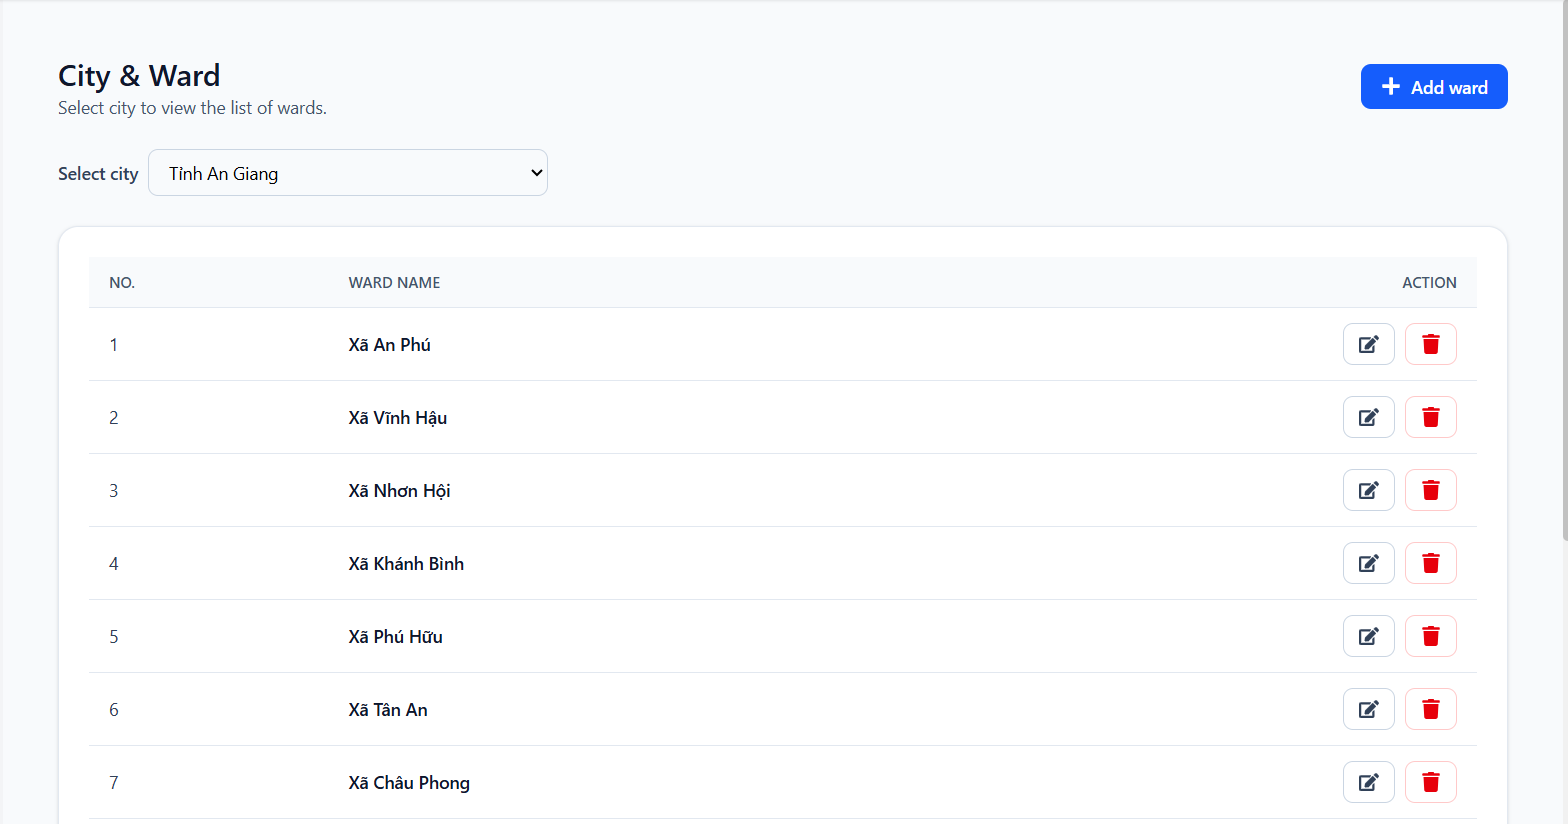 City & Ward
Select city to view the list of wards.
Add ward
Select city
Tỉnh An Giang
NO. WARD NAME ACTION
1 Xã An Phú
2 Xã Vĩnh Hậu
3 Xã Nhơn Hội
4 Xã Khánh Bình
5 Xã Phú Hữu
6 Xã Tân An
7 Xã Châu Phong